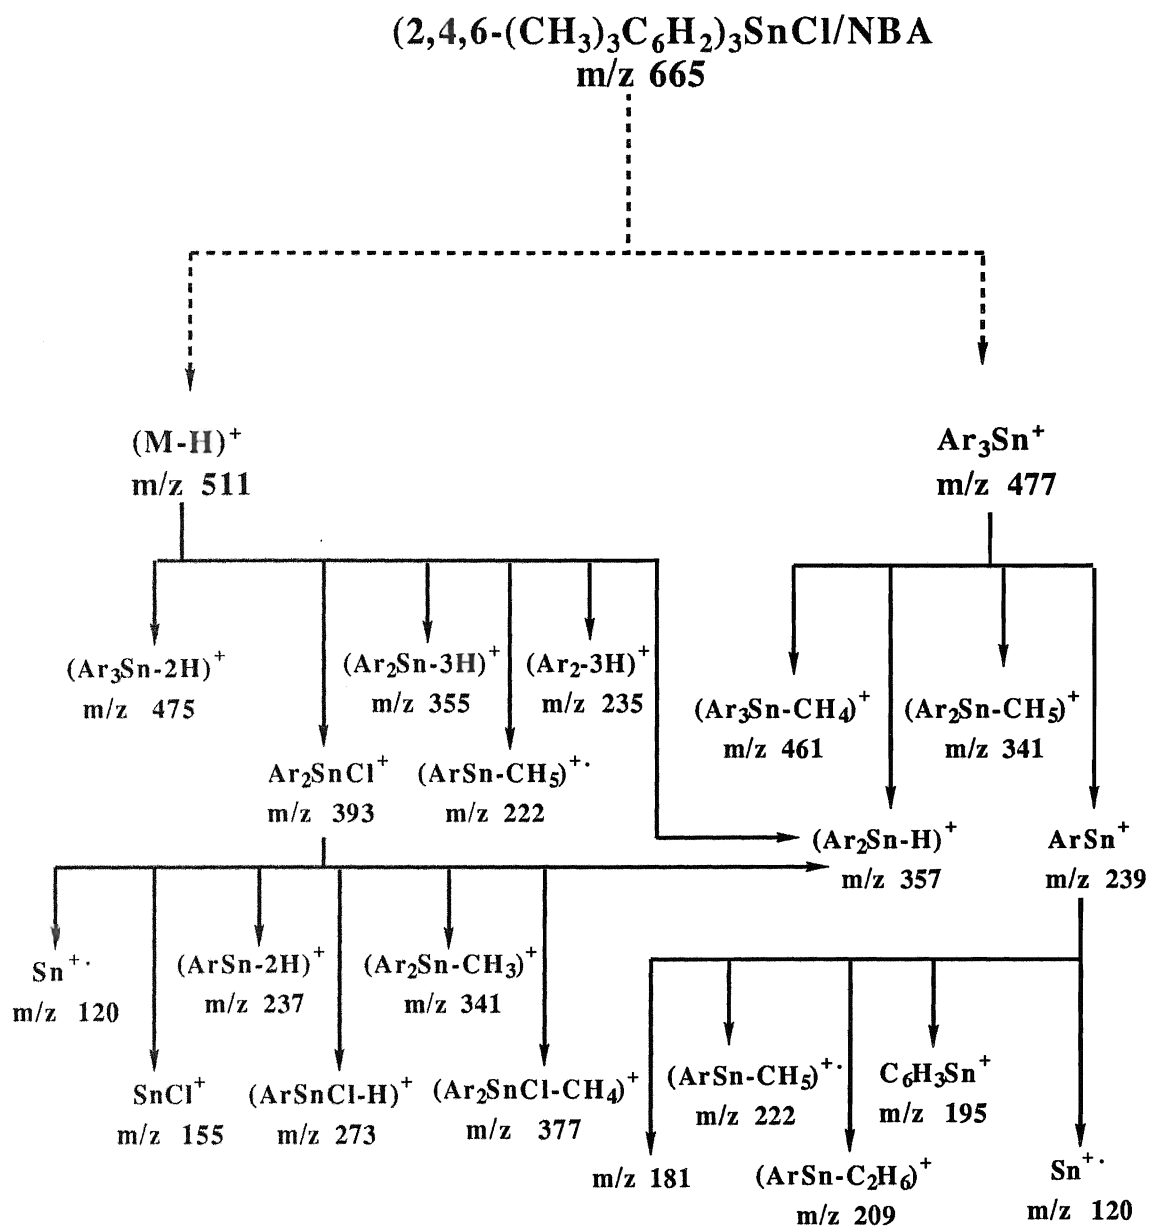 (2,4,6-(CH₃)₃C₆H₂)₃SnCl/NBA
m/z 665
(M-H)⁺
m/z 511
Ar₃Sn⁺
m/z 477
(Ar₃Sn-2H)⁺
m/z 475
(Ar₂Sn-3H)⁺
m/z 355
(Ar₂-3H)⁺
m/z 235
(Ar₃Sn-CH₄)⁺
m/z 461
(Ar₂Sn-CH₅)⁺
m/z 341
Ar₂SnCl⁺
m/z 393
(ArSn-CH₅)⁺·
m/z 222
(Ar₂Sn-H)⁺
m/z 357
ArSn⁺
m/z 239
Sn⁺·
m/z 120
(ArSn-2H)⁺
m/z 237
(Ar₂Sn-CH₃)⁺
m/z 341
SnCl⁺
m/z 155
(ArSnCl-H)⁺
m/z 273
(Ar₂SnCl-CH₄)⁺
m/z 377
(ArSn-CH₅)⁺·
m/z 222
C₆H₃Sn⁺
m/z 195
m/z 181
(ArSn-C₂H₆)⁺
m/z 209
Sn⁺·
m/z 120